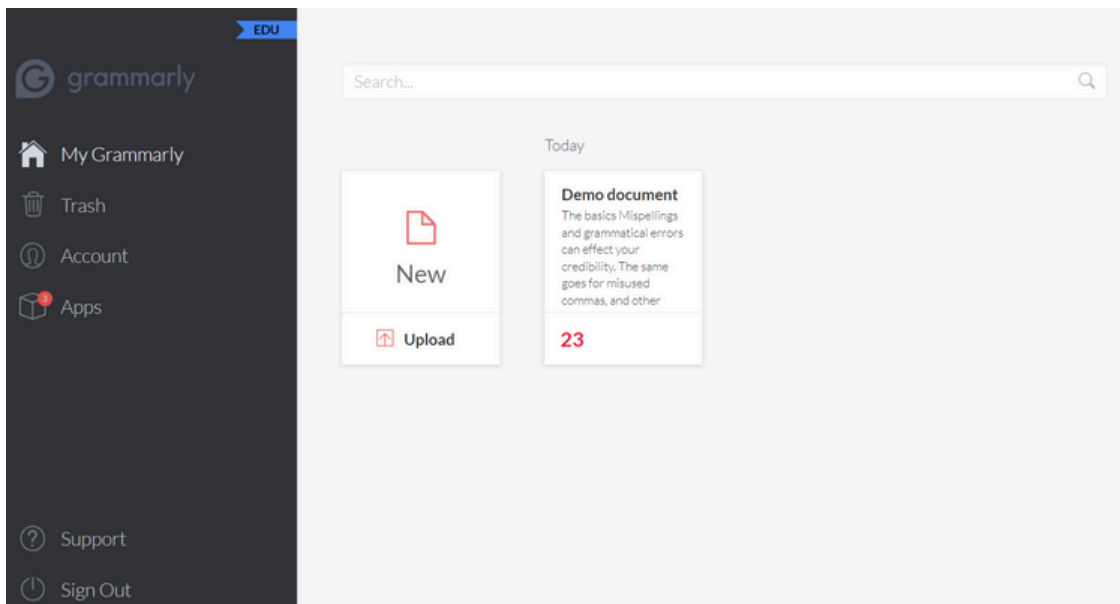 EDU
grammarly
My Grammarly
Trash
Account
3
Apps
Support
Sign Out
Search...
Today
New
Upload
Demo document
The basics Mispellings
and grammatical errors
can effect your
credibility. The same
goes for misused
commas, and other
23